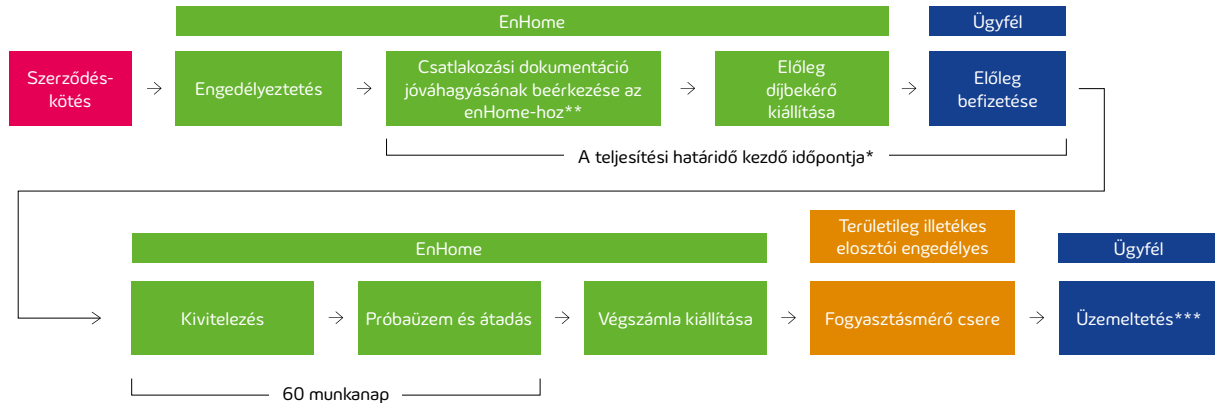 EnHome
Ügyfél
Szerződés-
kötés
Engedélyeztetés
Csatlakozási dokumentáció
jóváhagyásának beérkezése az
enHome-hoz**
Előleg
díjbekérő
kiállítása
Előleg
befizetése
A teljesítési határidő kezdő időpontja*
EnHome
Területileg illetékes
elosztói engedélyes
Ügyfél
Kivitelezés
Próbaüzem és átadás
Végszámla kiállítása
Fogyasztásmérő csere
Üzemeltetés***
60 munkanap